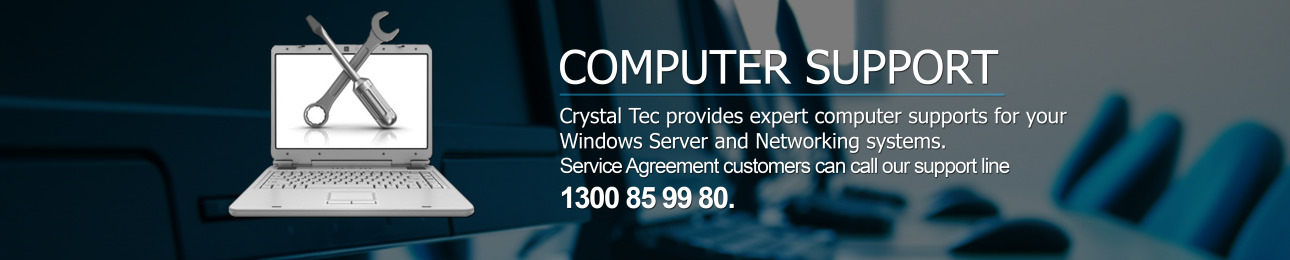 COMPUTER SUPPORT
Crystal Tec provides expert computer supports for your
Windows Server and Networking systems.
Service Agreement customers can call our support line
1300 85 99 80.